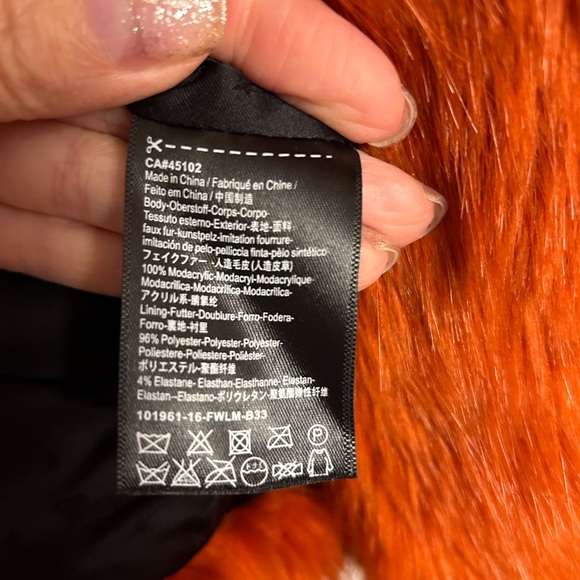 CA#45102
Made in China / Fabriqué en Chine /
Feito em China / 中国制造
Body-Oberstoff-Corps-Corpo-
Tessuto esterno-Exterior-表地-面料
faux fur-kunstpelz-imitation fourrure-
imitación de pelo-pelliccia finta-pêlo sintético-
フェイクファー -人造毛皮(人造皮草)
100% Modacrylic-Modacryl-Modacrylique-
Modacrilica-Modacrílica-Modacrilica-
アクリル系-腈氯纶
Lining-Futter-Doublure-Forro-Fodera-
Forro-裏地-衬里
96% Polyester-Polyester-Polyester-
Poliestere-Poliestere-Poliéster-
ポリエステル-聚酯纤维
4% Elastane- Elasthan-Elasthanne- Elastan-
Elastan--Elastano-ポリウレタン-聚氨酯弹性纤维
101961-16-FWLM-B33
P